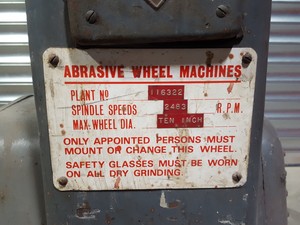 ABRASIVE WHEEL MACHINES
PLANT NO 116322
SPINDLE SPEEDS 2463 R.P.M.
MAX. WHEEL DIA. TEN INCH
ONLY APPOINTED PERSONS MUST
MOUNT OR CHANGE THIS WHEEL.
SAFETY GLASSES MUST BE WORN
ON ALL DRY GRINDING.